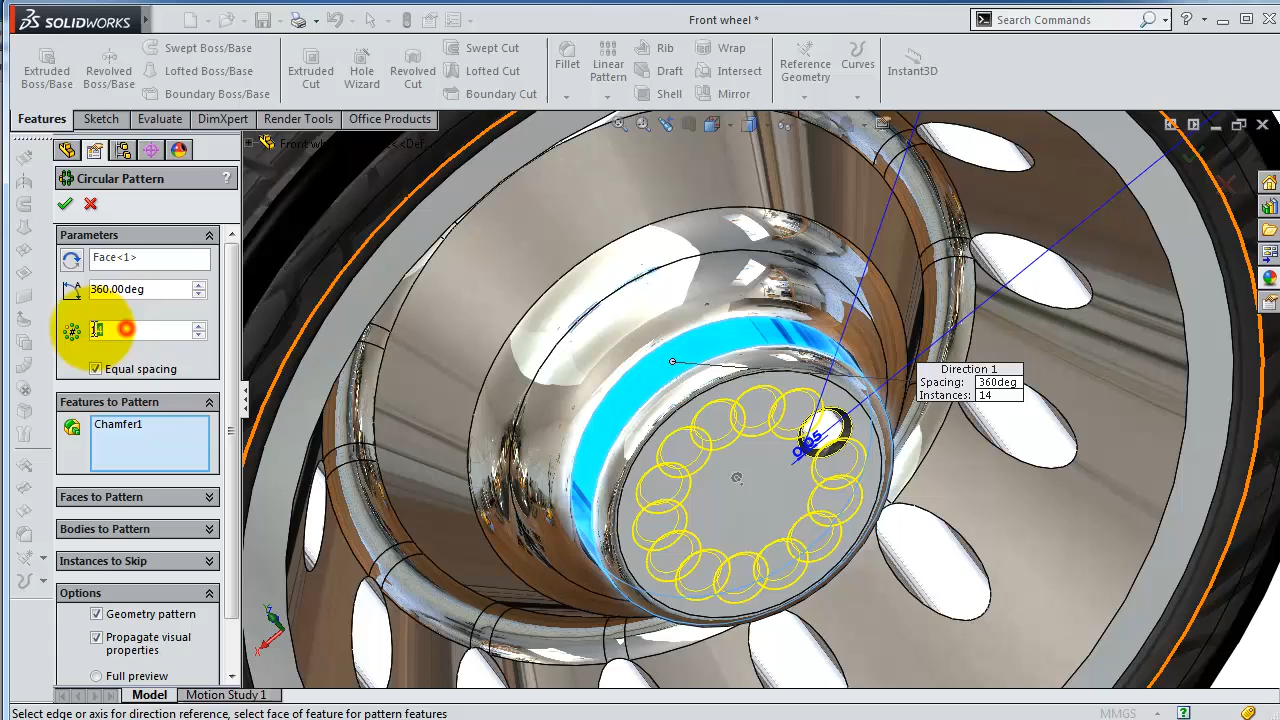 SOLIDWORKS
Front wheel *
Search Commands
Extruded Boss/Base
Revolved Boss/Base
Swept Boss/Base
Lofted Boss/Base
Boundary Boss/Base
Extruded Cut
Hole Wizard
Revolved Cut
Swept Cut
Lofted Cut
Boundary Cut
Fillet
Linear Pattern
Rib
Draft
Shell
Wrap
Intersect
Mirror
Reference Geometry
Curves
Instant3D
Features
Sketch
Evaluate
DimXpert
Render Tools
Office Products
Circular Pattern
?
Parameters
Face<1>
360.00deg
Equal spacing
Features to Pattern
Chamfer1
Faces to Pattern
Bodies to Pattern
Instances to Skip
Options
Geometry pattern
Propagate visual
properties
Full preview
Direction 1
Spacing: 360deg
Instances: 14
X
Model
Motion Study 1
Select edge or axis for direction reference, select face of feature for pattern features
MMGS